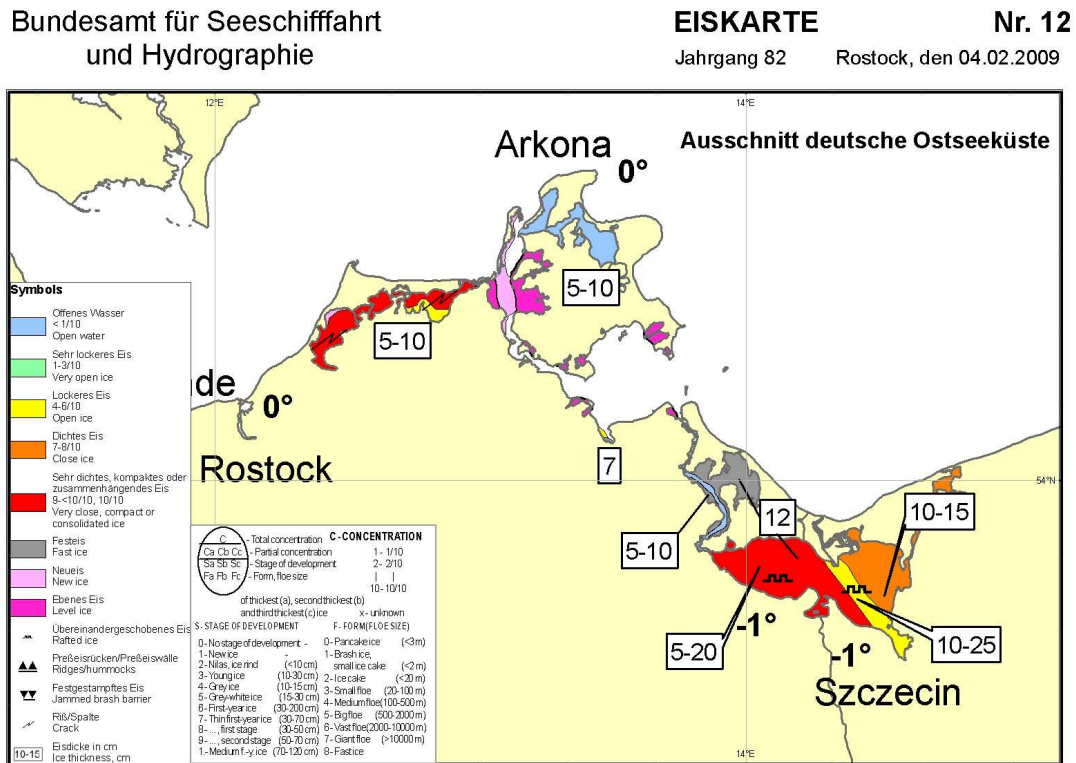 Bundesamt für Seeschifffahrt
und Hydrographie
EISKARTE
Nr. 12
Jahrgang 82
Rostock, den 04.02.2009
12°E
14°E
Ausschnitt deutsche Ostseeküste
Arkona
0°
5-10
5-10
de
0°
Rostock
7
54°N
12
10-15
5-10
5-20
-1°
-1°
10-25
Szczecin
14°E
Symbols
Offenes Wasser
< 1/10
Open water
Sehr lockeres Eis
1-3/10
Very open ice
Lockeres Eis
4-6/10
Open ice
Dichtes Eis
7-8/10
Close ice
Sehr dichtes, kompaktes oder
zusammenhängendes Eis
9-<10/10, 10/10
Very close, compact or
consolidated ice
Festeis
Fast ice
Neueis
New ice
Ebenes Eis
Level ice
Übereinandergeschobenes Eis
Rafted ice
Preßeisrücken/Preßeiswälle
Ridges/hummocks
Festgestampftes Eis
Jammed brash barrier
Riß/Spalte
Crack
10-15
Eisdicke in cm
Ice thickness, cm
C - Total concentration
Ca Cb Cc - Partial concentration
Sa Sb Sc - Stage of development
Fa Fb Fc - Form, floe size
of thickest (a), second thickest (b)
and third thickest (c) ice
C - CONCENTRATION
1 - 1/10
2 - 2/10
| |
10 - 10/10
x - unknown
S - STAGE OF DEVELOPMENT
0 - No stage of development -
1 - New ice -
2 - Nilas, ice rind (<10 cm)
3 - Young ice (10-30 cm)
4 - Grey ice (10-15 cm)
5 - Grey-white ice (15-30 cm)
6 - First-year ice (30-200 cm)
7 - Thin first-year ice (30-70 cm)
8 - ..., first stage (30-50 cm)
9 - ..., second stage (50-70 cm)
1. - Medium f.-y. ice (70-120 cm)
F - FORM (FLOE SIZE)
0 - Pancake ice (<3 m)
1 - Brash ice,
small ice cake (<2 m)
2 - Ice cake (<20 m)
3 - Small floe (20-100 m)
4 - Medium floe (100-500 m)
5 - Big floe (500-2000 m)
6 - Vast floe (2000-10000 m)
7 - Giant floe (>10000 m)
8 - Fast ice